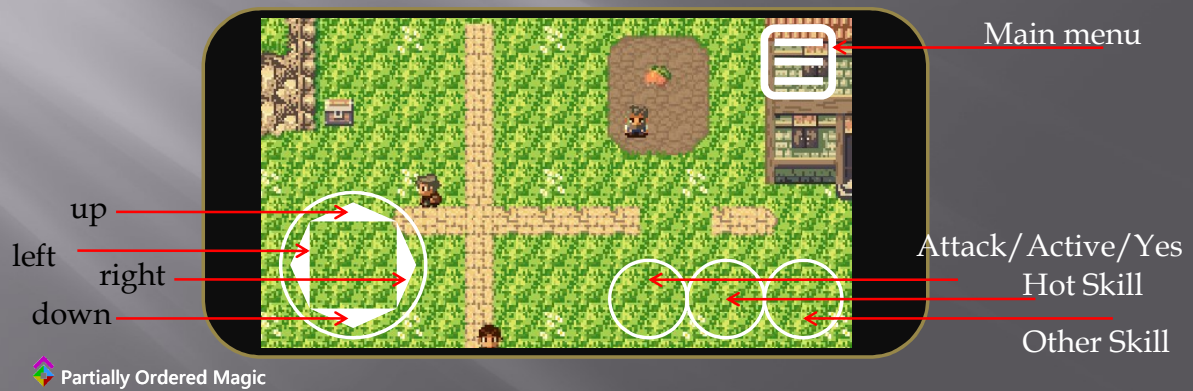 Main menu
up
left
right
down
Attack/Active/Yes
Hot Skill
Other Skill
Partially Ordered Magic